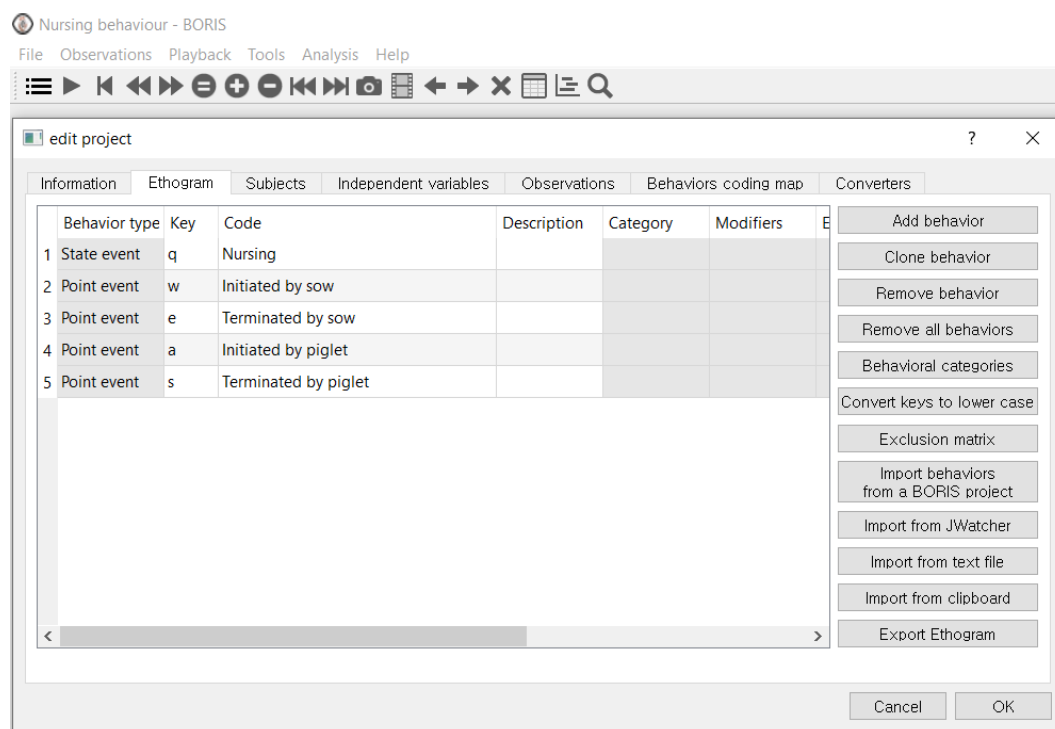 Nursing behaviour - BORIS
File Observations Playback Tools Analysis Help
edit project ?
Information Ethogram Subjects Independent variables Observations Behaviors coding map Converters
Behavior type Key Code Description Category Modifiers E
1 State event q Nursing
2 Point event w Initiated by sow
3 Point event e Terminated by sow
4 Point event a Initiated by piglet
5 Point event s Terminated by piglet
Add behavior
Clone behavior
Remove behavior
Remove all behaviors
Behavioral categories
Convert keys to lower case
Exclusion matrix
Import behaviors
from a BORIS project
Import from JWatcher
Import from text file
Import from clipboard
Export Ethogram
Cancel OK